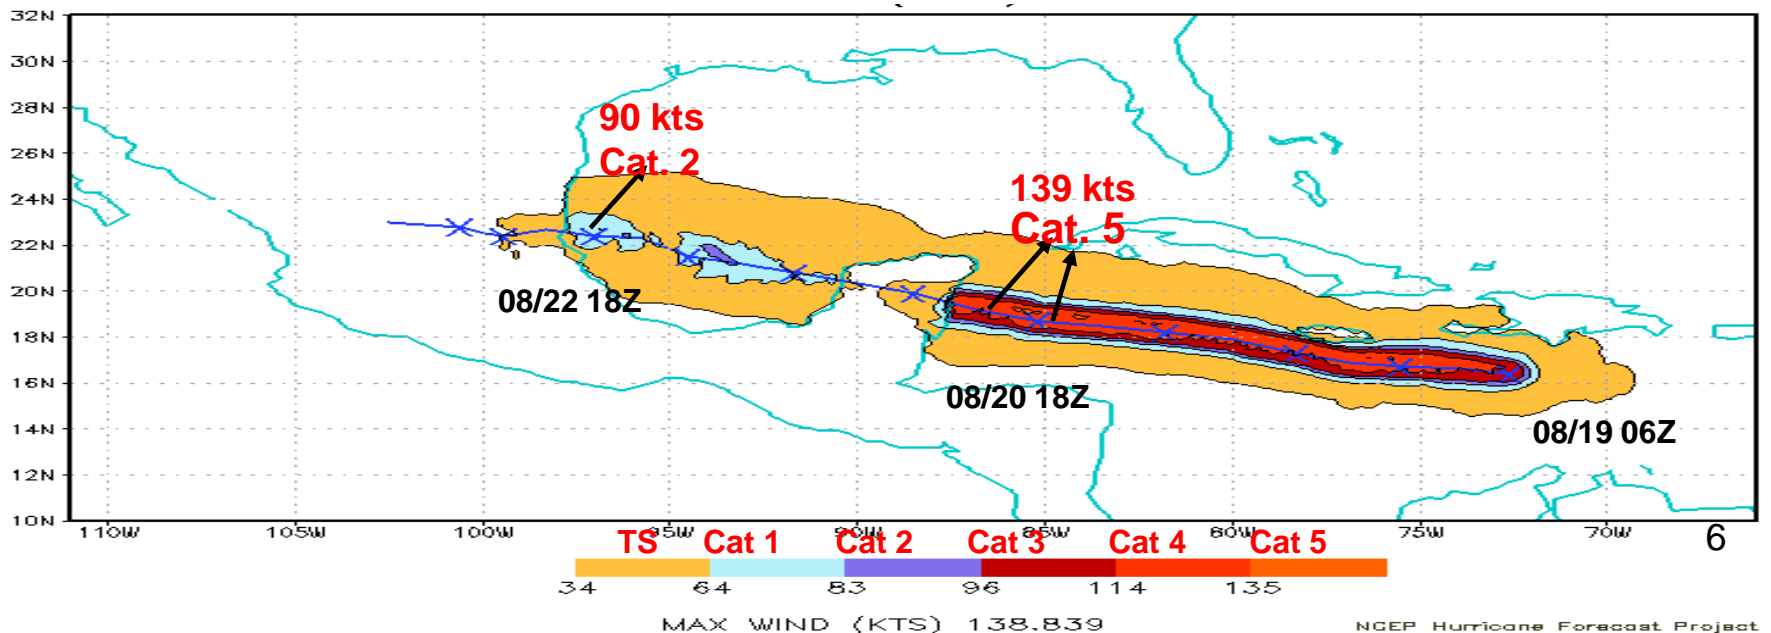 32N
30N
28N
26N
24N
22N
20N
18N
16N
14N
12N
10N
90 kts
Cat. 2
139 kts
Cat. 5
08/22 18Z
08/20 18Z
08/19 06Z
110W 105W 100W 95W 90W 85W 80W 75W 70W
6
TS Cat 1 Cat 2 Cat 3 Cat 4 Cat 5
34 64 83 96 114 135
MAX WIND (KTS) 138.839
NCEP Hurricane Forecast Project